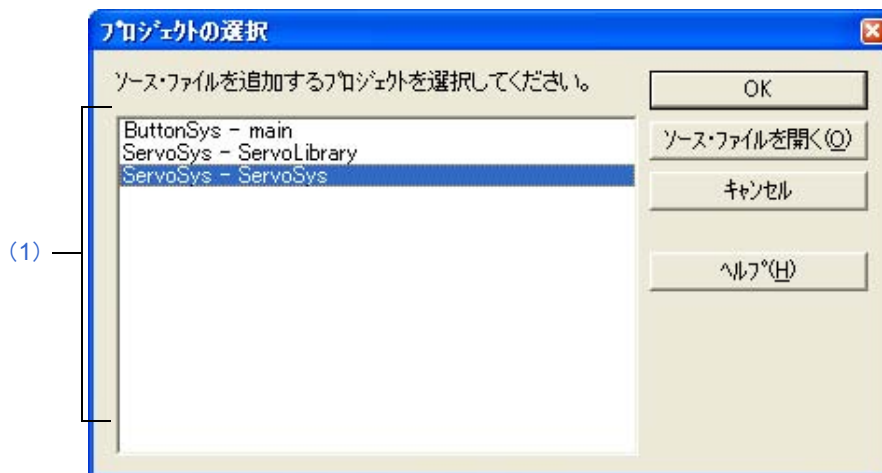 プロジェクトの選択
ソース・ファイルを追加するプロジェクトを選択してください。
OK
ButtonSys - main
ServoSys - ServoLibrary
ServoSys - ServoSys
ソース・ファイルを開く(O)
キャンセル
(1)
ヘルプ(H)